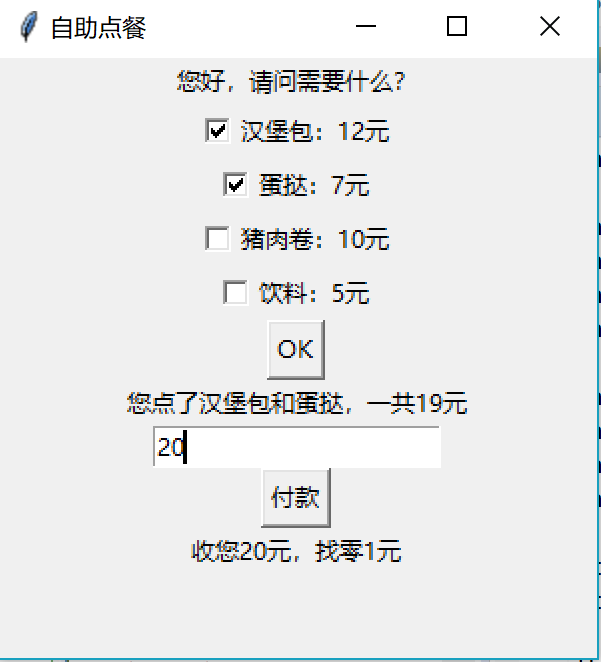 自助点餐
您好，请问需要什么？
汉堡包：12元
蛋挞：7元
猪肉卷：10元
饮料：5元
OK
您点了汉堡包和蛋挞，一共19元
20
付款
收您20元，找零1元